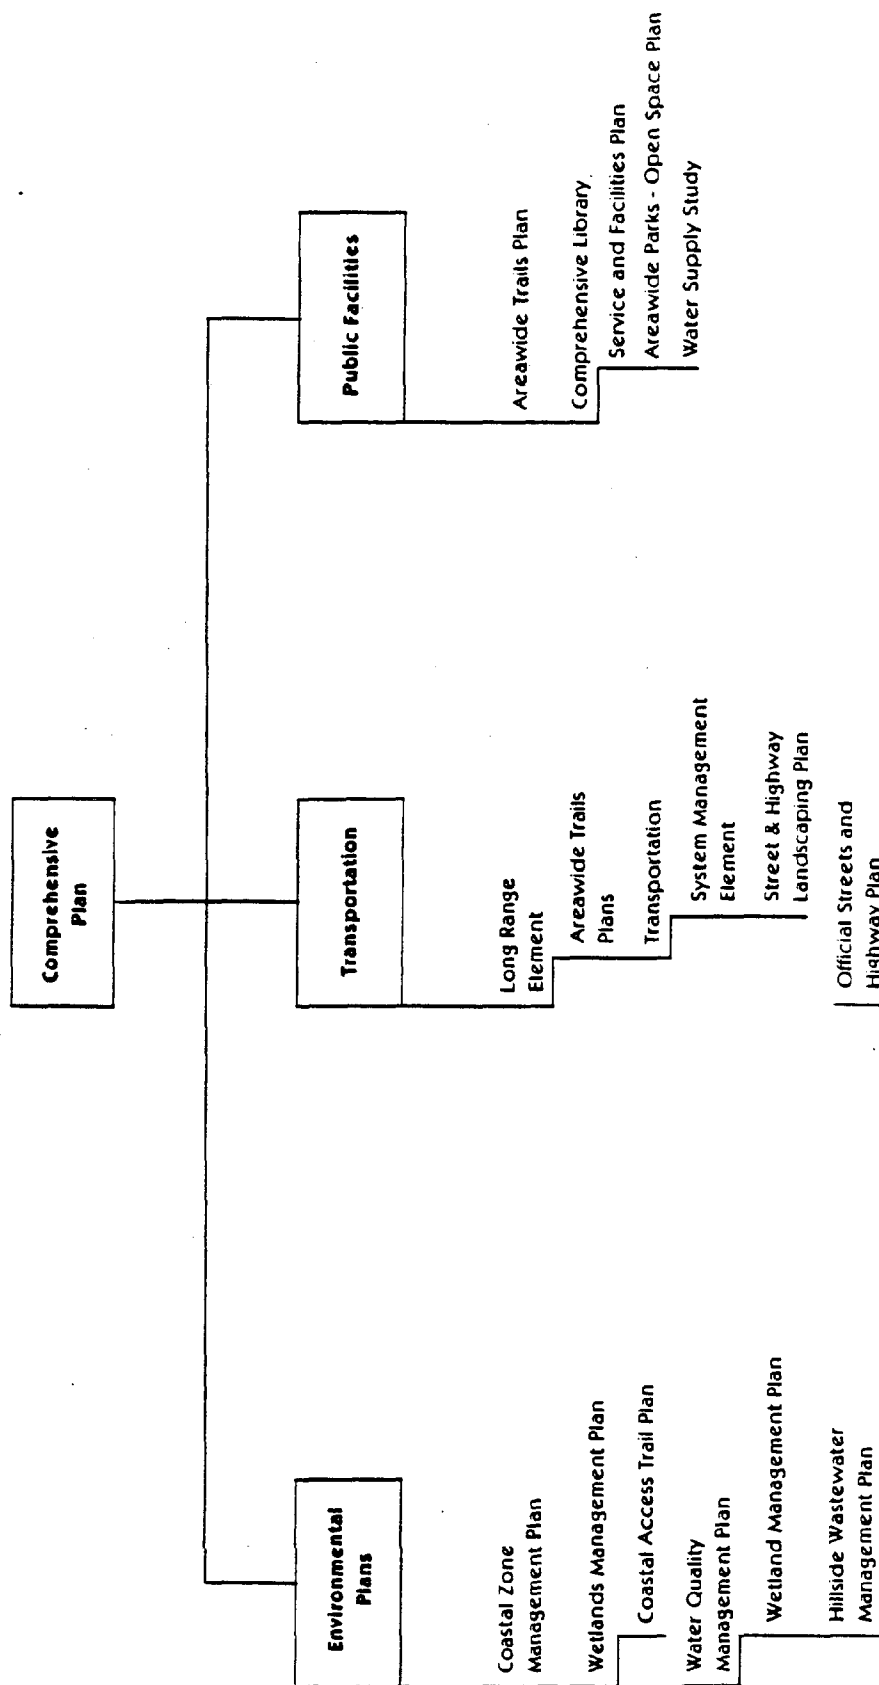 Comprehensive
Plan
Environmental
Plans
Coastal Zone
Management Plan
Wetlands Management Plan
Coastal Access Trail Plan
Water Quality
Management Plan
Wetland Management Plan
Hillside Wastewater
Management Plan
Transportation
Long Range
Element
Areawide Trails
Plans
Transportation
System Management
Element
Street & Highway
Landscaping Plan
Official Streets and
Highway Plan
Public Facilities
Areawide Trails Plan
Comprehensive Library
Service and Facilities Plan
Areawide Parks - Open Space Plan
Water Supply Study